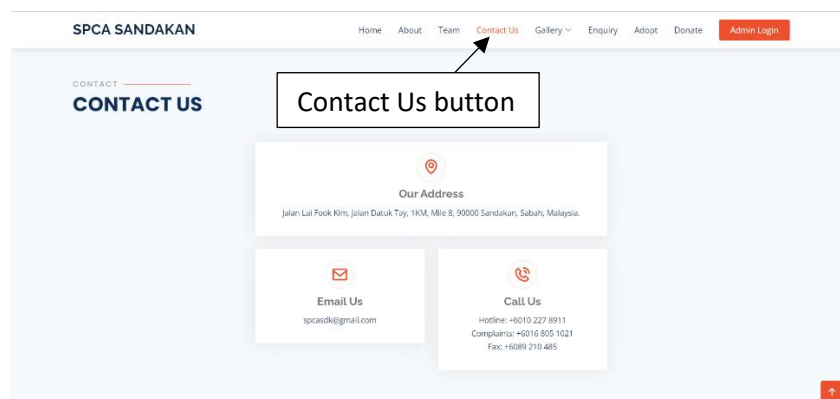 SPCA SANDAKAN
Home About Team Contact Us Gallery Enquiry Adopt Donate Admin Login
CONTACT
CONTACT US
Contact Us button
Our Address
Jalan Lai Fook Kim, Jalan Datuk Tay, 1KM, Mile 8, 90000 Sandakan, Sabah, Malaysia.
Email Us
spcasdk@gmail.com
Call Us
Hotline: +6010 227 8911
Complaints: +6016 805 1021
Fax: +6089 210 485